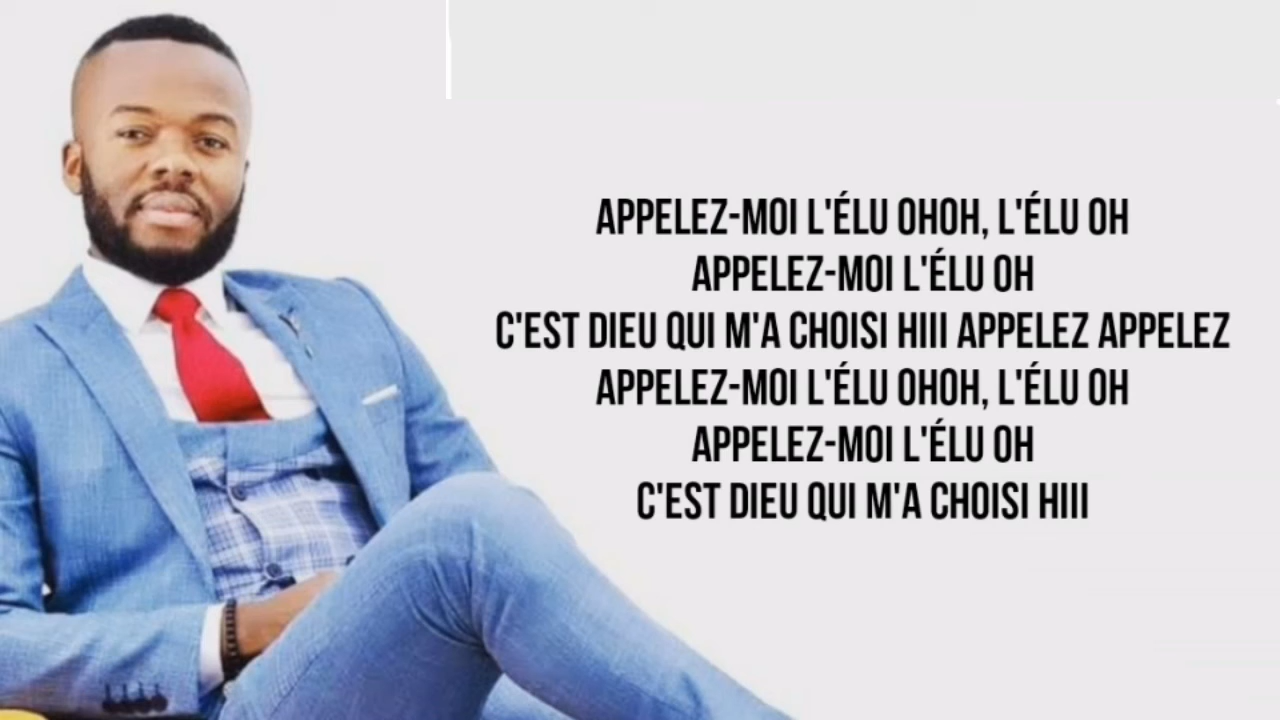 APPELEZ-MOI L'ÉLU OHOH, L'ÉLU OH
APPELEZ-MOI L'ÉLU OH
C'EST DIEU QUI M'A CHOISI HIII APPELEZ APPELEZ
APPELEZ-MOI L'ÉLU OHOH, L'ÉLU OH
APPELEZ-MOI L'ÉLU OH
C'EST DIEU QUI M'A CHOISI HIII